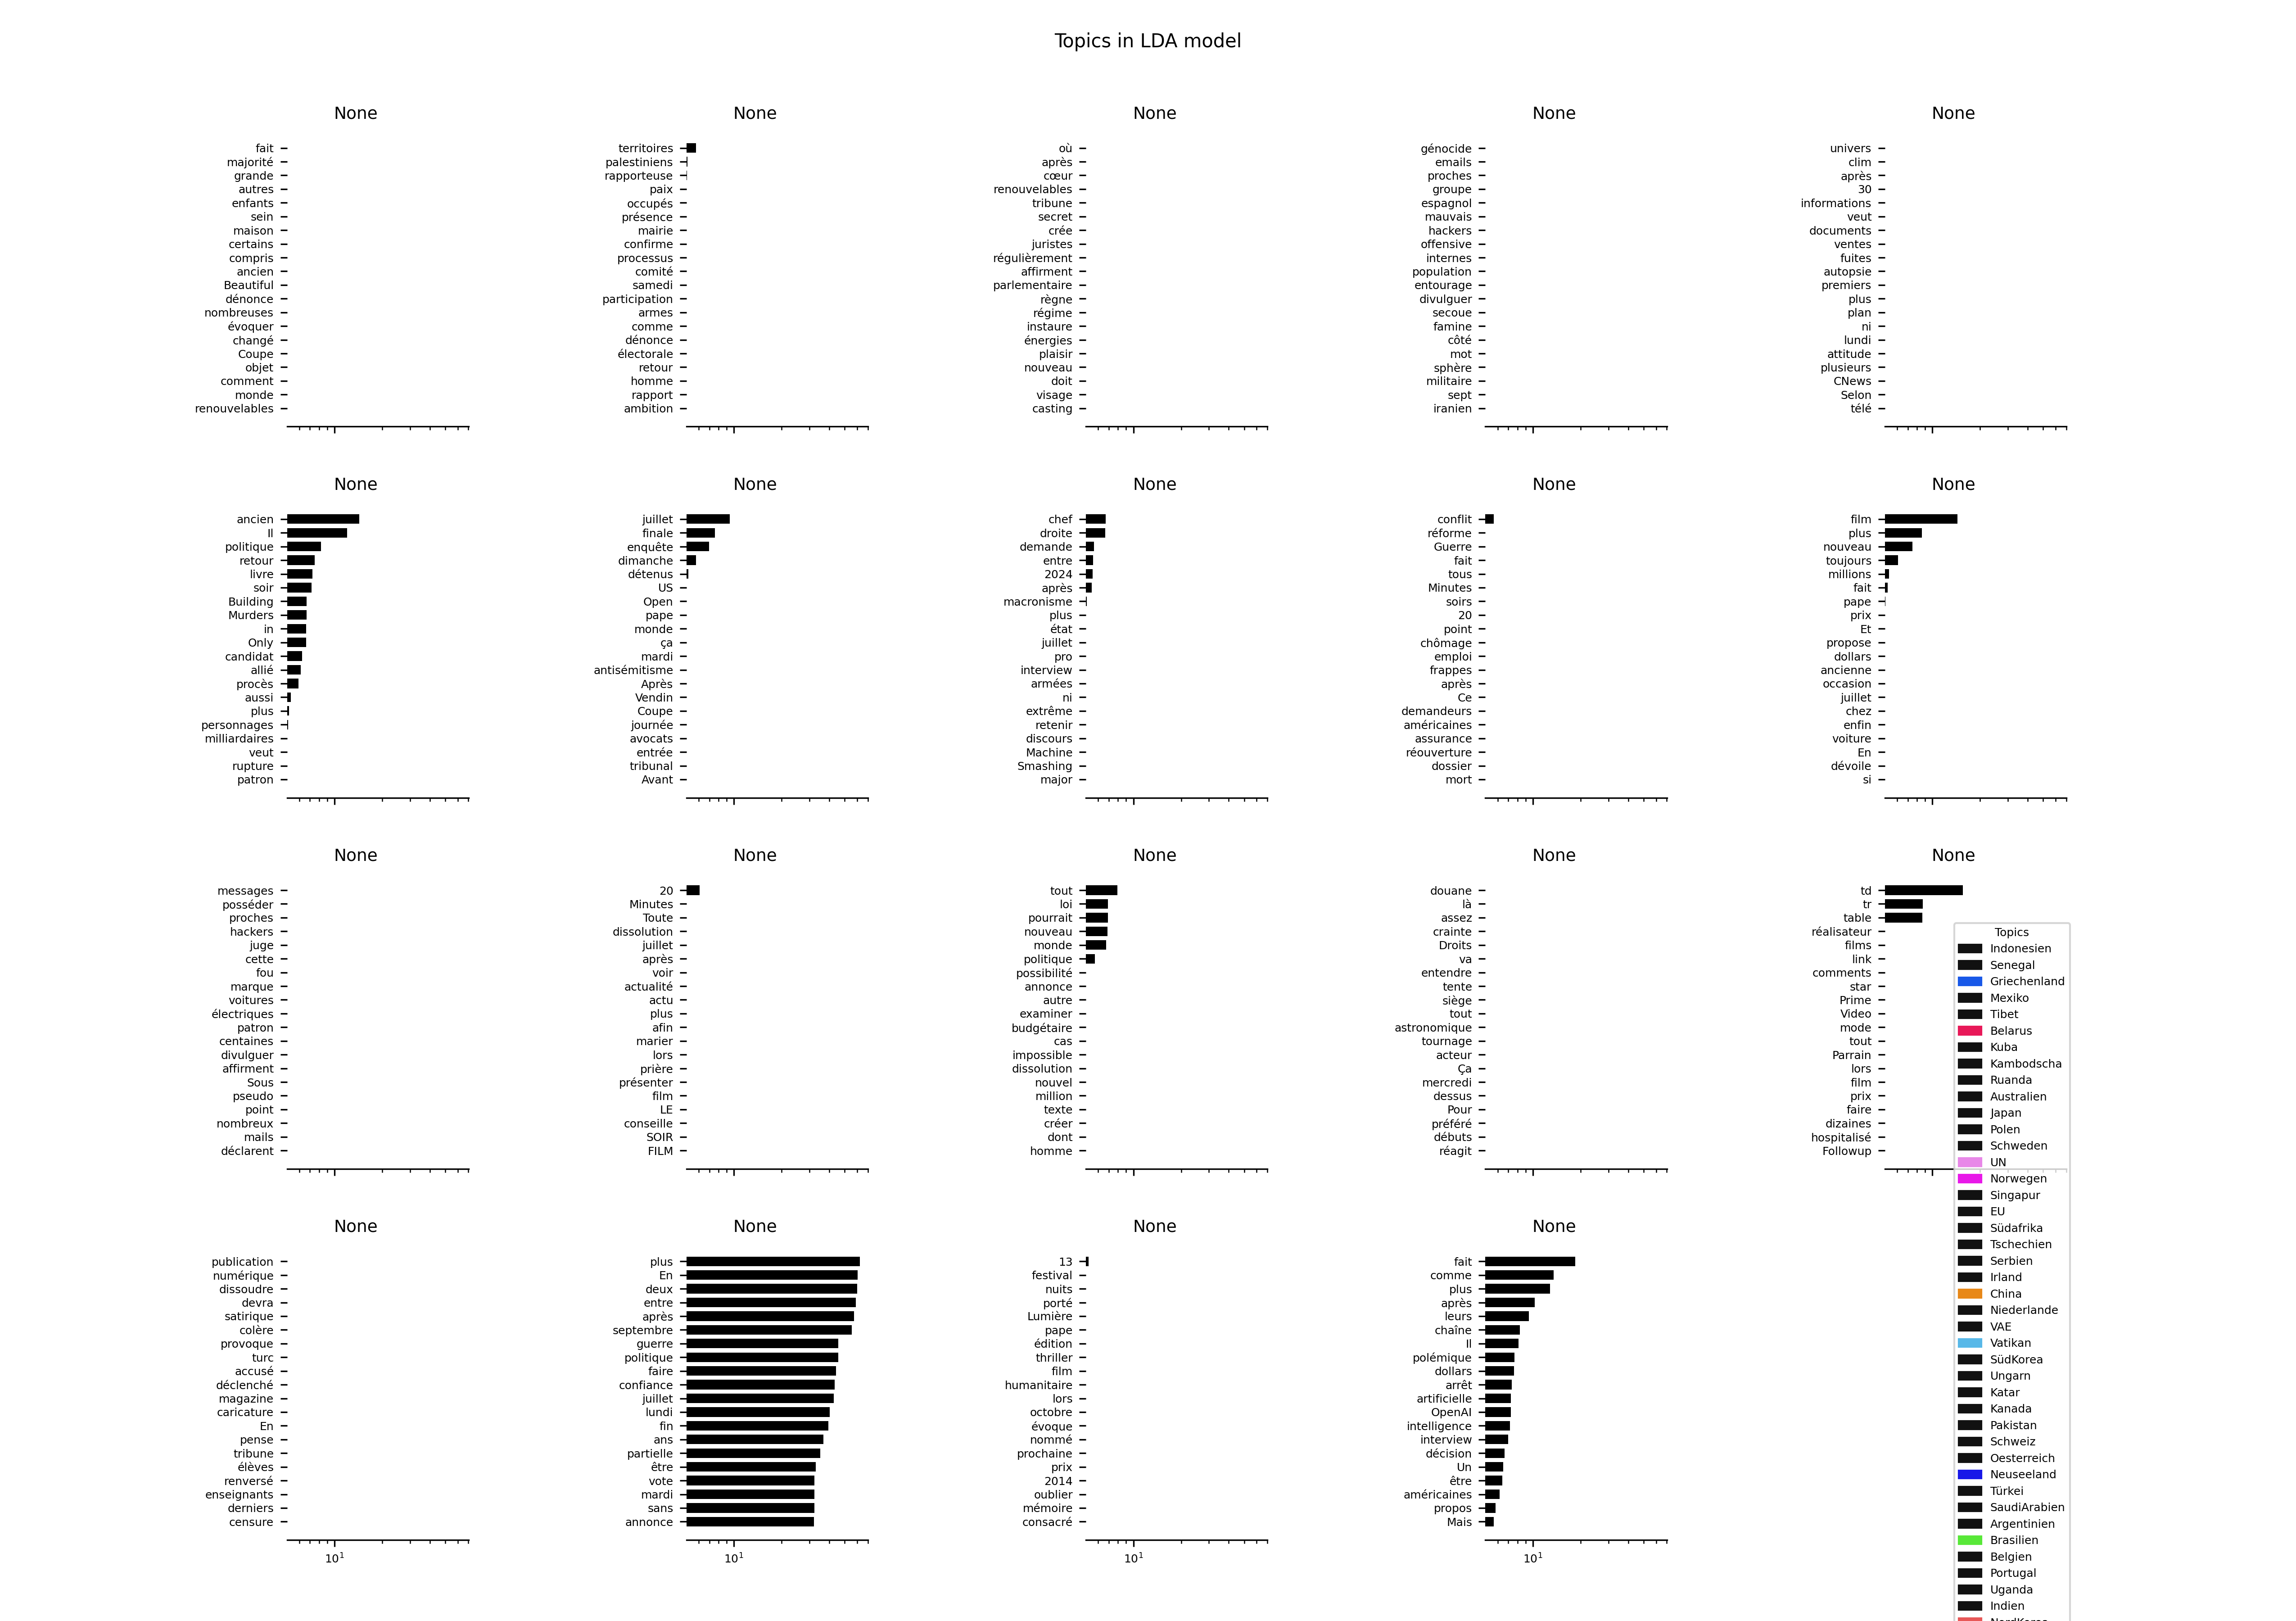 Topics in LDA model
None
fait
majorité
grande
autres
enfants
sein
maison
certains
compris
ancien
Beautiful
dénonce
nombreuses
évoquer
changé
Coupe
objet
comment
monde
renouvelables
None
territoires
palestiniens
rapporteuse
paix
occupés
présence
mairie
confirme
processus
comité
samedi
participation
armes
comme
dénonce
électorale
retour
homme
rapport
ambition
None
où
après
cœur
renouvelables
tribune
secret
crée
juristes
régulièrement
affirment
parlementaire
règne
régime
instaure
énergies
plaisir
nouveau
doit
visage
casting
None
génocide
emails
proches
groupe
espagnol
mauvais
hackers
offensive
internes
population
entourage
divulguer
secoue
famine
côté
mot
sphère
militaire
sept
iranien
None
univers
clim
après
30
informations
veut
documents
ventes
fuites
autopsie
premiers
plus
plan
ni
lundi
attitude
plusieurs
CNews
Selon
télé
None
ancien
Il
politique
retour
livre
soir
Building
Murders
in
Only
candidat
allié
procès
aussi
plus
personnages
milliardaires
veut
rupture
patron
None
juillet
finale
enquête
dimanche
détenus
US
Open
pape
monde
ça
mardi
antisémitisme
Après
Vendin
Coupe
journée
avocats
entrée
tribunal
Avant
None
chef
droite
demande
entre
2024
après
macronisme
plus
état
juillet
pro
interview
armées
ni
extrême
retenir
discours
Machine
Smashing
major
None
conflit
réforme
Guerre
fait
tous
Minutes
soirs
20
point
chômage
emploi
frappes
après
Ce
demandeurs
américaines
assurance
réouverture
dossier
mort
None
film
plus
nouveau
toujours
millions
fait
pape
prix
Et
propose
dollars
ancienne
occasion
juillet
chez
enfin
voiture
En
dévoile
si
None
messages
posséder
proches
hackers
juge
cette
fou
marque
voitures
électriques
patron
centaines
divulguer
affirment
Sous
pseudo
point
nombreux
mails
déclarent
None
20
Minutes
Toute
dissolution
juillet
après
voir
actualité
actu
plus
afin
marier
lors
prière
présenter
film
LE
conseille
SOIR
FILM
None
tout
loi
pourrait
nouveau
monde
politique
possibilité
annonce
autre
examiner
budgétaire
cas
impossible
dissolution
nouvel
million
texte
créer
dont
homme
None
douane
là
assez
crainte
Droits
va
entendre
tente
siège
tout
astronomique
tournage
acteur
Ça
mercredi
dessus
Pour
préféré
débuts
réagit
None
td
tr
table
réalisateur
films
link
comments
star
Prime
Video
mode
tout
Parrain
lors
film
prix
faire
dizaines
hospitalisé
Followup
None
publication
numérique
dissoudre
devra
satirique
colère
provoque
turc
accusé
déclenché
magazine
caricature
En
pense
tribune
élèves
renversé
enseignants
derniers
censure
10¹
None
plus
En
deux
entre
après
septembre
guerre
politique
faire
confiance
juillet
lundi
fin
ans
partielle
être
vote
mardi
sans
annonce
10¹
None
13
festival
nuits
porté
Lumière
pape
édition
thriller
film
humanitaire
lors
octobre
évoque
nommé
prochaine
prix
2014
oublier
mémoire
consacré
10¹
None
fait
comme
plus
après
leurs
chaîne
Il
polémique
dollars
arrêt
artificielle
OpenAI
intelligence
interview
décision
Un
être
américaines
propos
Mais
10¹
Topics
Indonesien
Senegal
Griechenland
Mexiko
Tibet
Belarus
Kuba
Kambodscha
Ruanda
Australien
Japan
Polen
Schweden
UN
Norwegen
Singapur
EU
Südafrika
Tschechien
Serbien
Irland
China
Niederlande
VAE
Vatikan
SüdKorea
Ungarn
Katar
Kanada
Pakistan
Schweiz
Oesterreich
Neuseeland
Türkei
SaudiArabien
Argentinien
Brasilien
Belgien
Portugal
Uganda
Indien